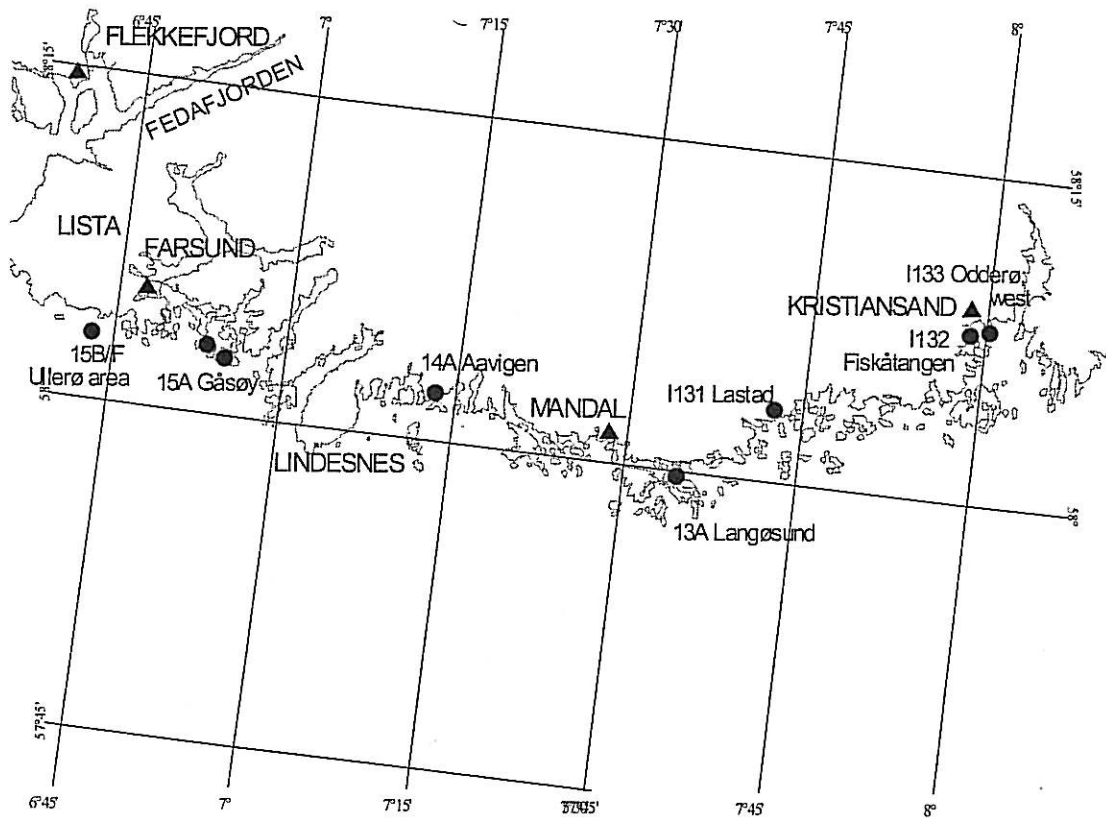 6°45'
7°
7°15
7°30
7°45
8°
58°15'
FLEKKEFJORD
FEDAFJORDEN
58°15'
LISTA
FARSUND
I133 Odderø
west
KRISTIANSAND
I132
Fiskåtangen
15B/F
Ullerø area
15A Gåsøy
14A Aavigen
I131 Lastad
MANDAL
58°
LINDESNES
13A Langøsund
58°
57°45'
6°45
7°
7°15
7°45
8°